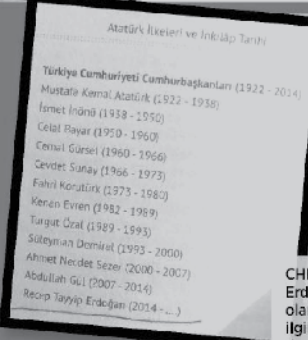 Atatürk İlkeleri ve İnkılâp Tarihi
Türkiye Cumhuriyeti Cumhurbaşkanları (1922 - 2014)
Mustafa Kemal Atatürk (1922 - 1938)
İsmet İnönü (1938 - 1950)
Celal Bayar (1950 - 1960)
Cemal Gürsel (1960 - 1966)
Cevdet Sunay (1966 - 1973)
Fahri Korutürk (1973 - 1980)
Kenan Evren (1982 - 1989)
Turgut Özal (1989 - 1993)
Süleyman Demirel (1993 - 2000)
Ahmet Necdet Sezer (2000 - 2007)
Abdullah Gül (2007 - 2014)
Recep Tayyip Erdoğan (2014 - ... )
CH
Erd
ola
ilgi